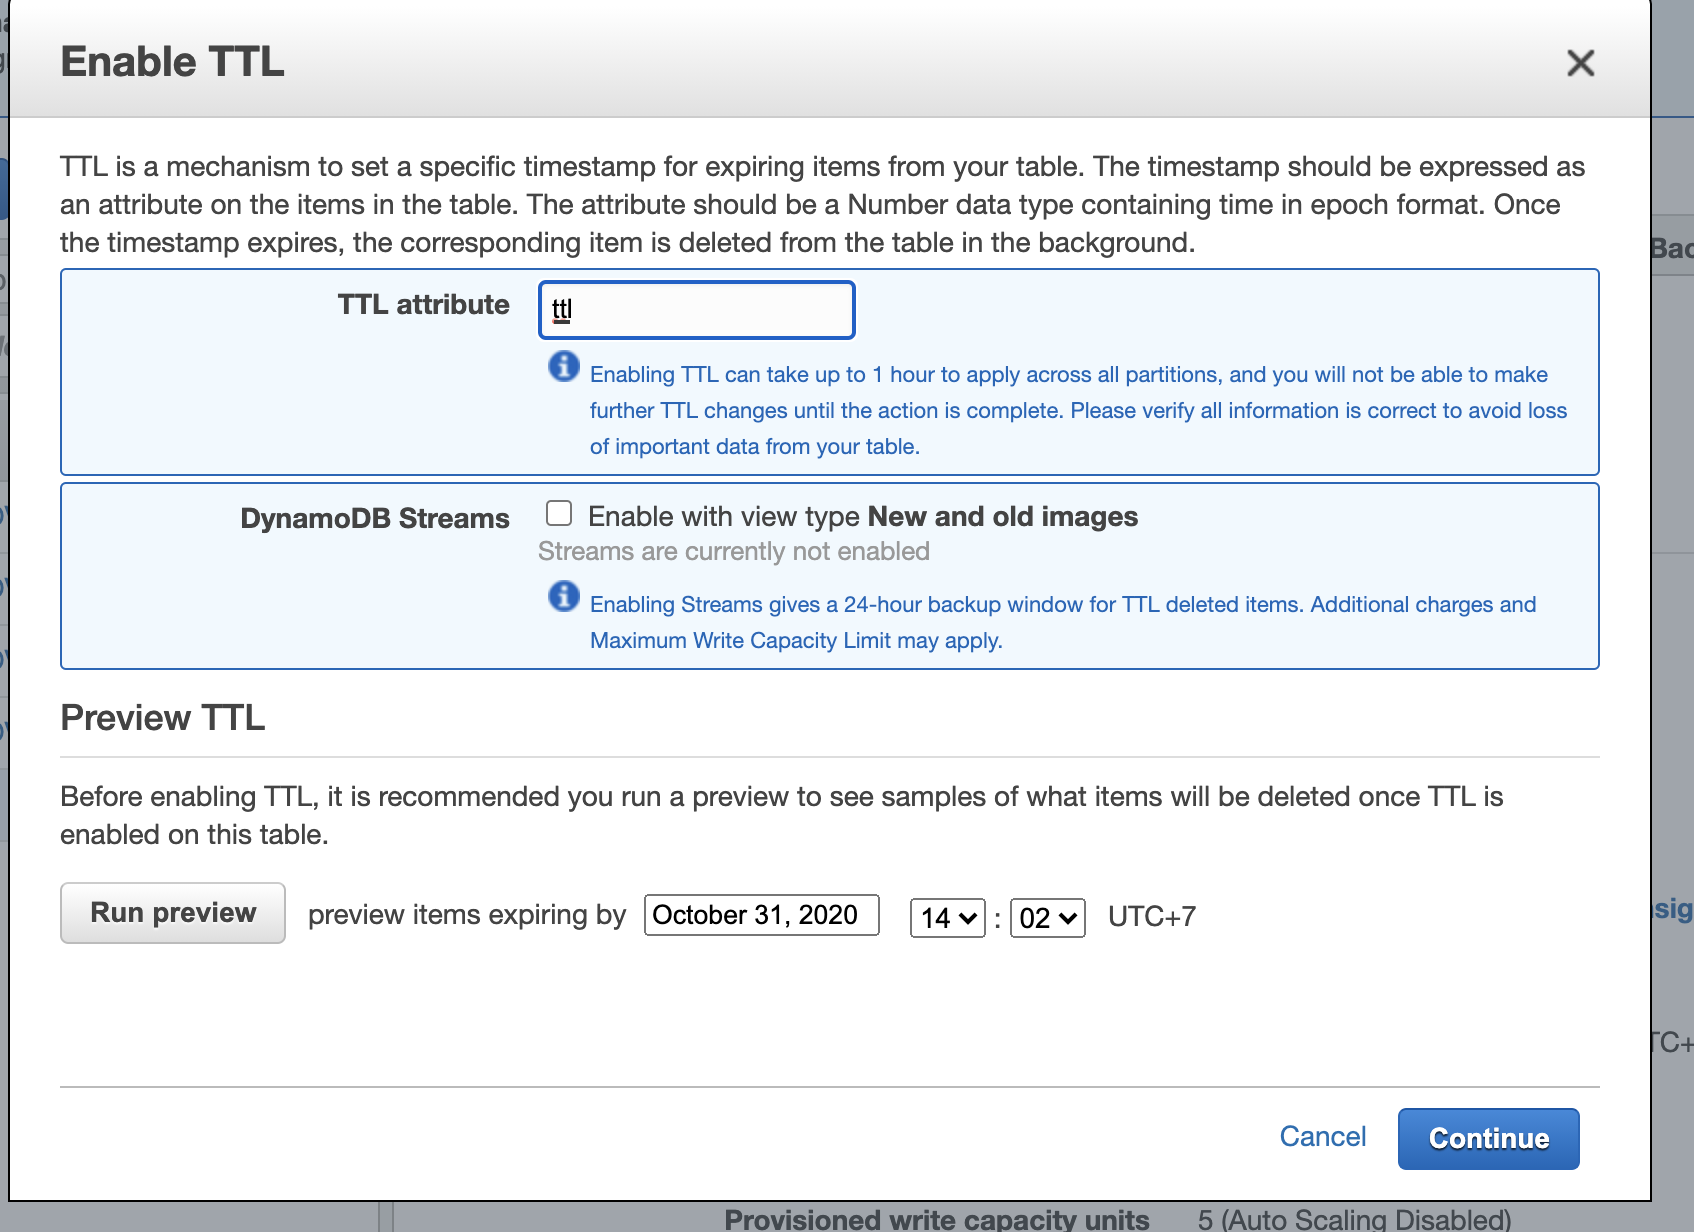 Enable TTL
TTL is a mechanism to set a specific timestamp for expiring items from your table. The timestamp should be expressed as
an attribute on the items in the table. The attribute should be a Number data type containing time in epoch format. Once
the timestamp expires, the corresponding item is deleted from the table in the background.
TTL attribute ttl
Enabling TTL can take up to 1 hour to apply across all partitions, and you will not be able to make
further TTL changes until the action is complete. Please verify all information is correct to avoid loss
of important data from your table.
DynamoDB Streams Enable with view type New and old images
Streams are currently not enabled
Enabling Streams gives a 24-hour backup window for TTL deleted items. Additional charges and
Maximum Write Capacity Limit may apply.
Preview TTL
Before enabling TTL, it is recommended you run a preview to see samples of what items will be deleted once TTL is
enabled on this table.
Run preview preview items expiring by October 31, 2020 14 : 02 UTC+7
Cancel Continue
Provisioned write capacity units 5 (Auto Scaling Disabled)